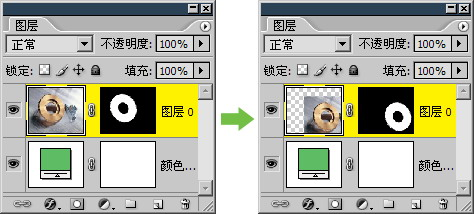 图层
正常
不透明度: 100%
锁定:
填充: 100%
图层 0
颜色...
图层
正常
不透明度: 100%
锁定:
填充: 100%
图层 0
颜色...